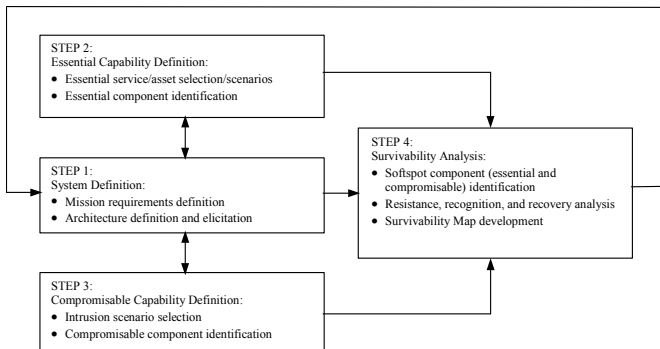 STEP 2:
Essential Capability Definition:
• Essential service/asset selection/scenarios
• Essential component identification
STEP 1:
System Definition:
• Mission requirements definition
• Architecture definition and elicitation
STEP 4:
Survivability Analysis:
• Softspot component (essential and
compromisable) identification
• Resistance, recognition, and recovery analysis
• Survivability Map development
STEP 3:
Compromisable Capability Definition:
• Intrusion scenario selection
• Compromisable component identification